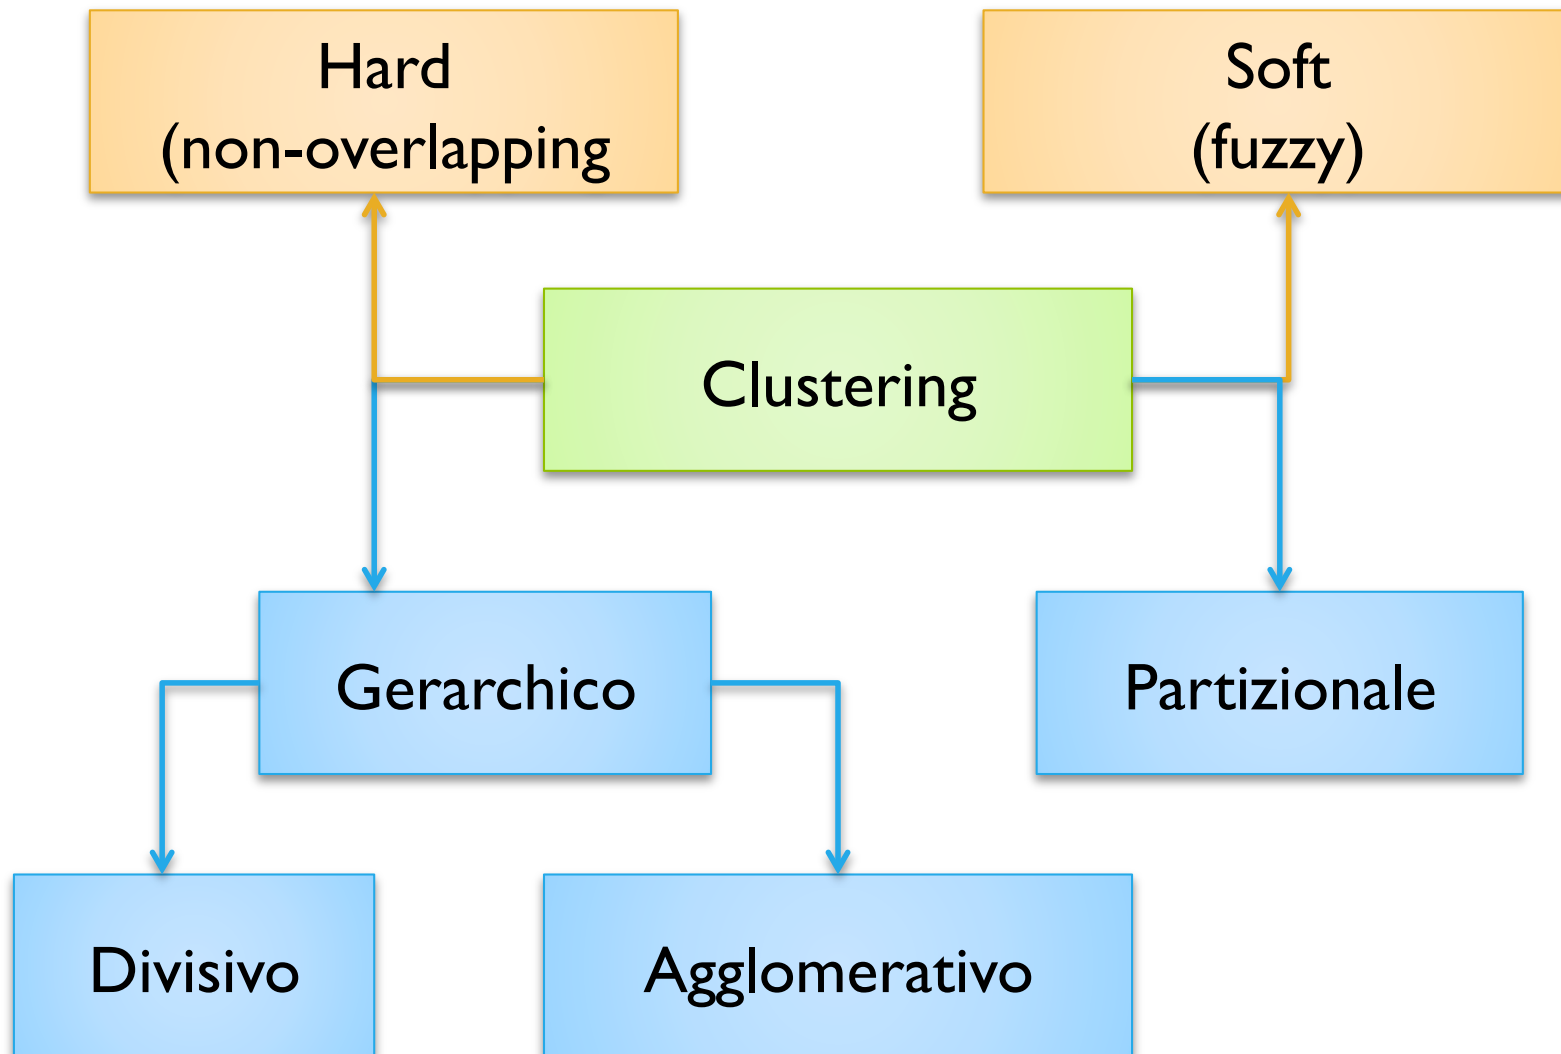 Hard
(non-overlapping
Soft
(fuzzy)
Clustering
Gerarchico
Partizionale
Divisivo
Agglomerativo